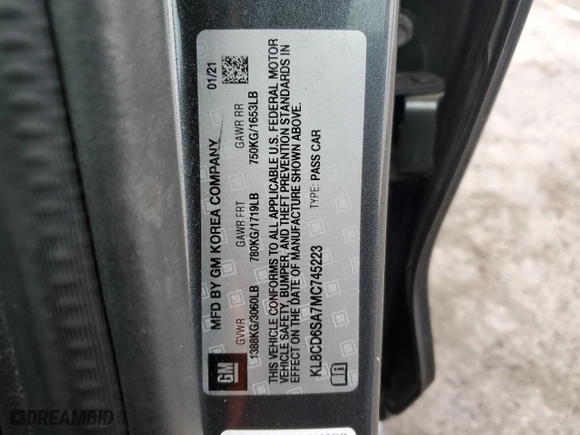 MFD BY GM KOREA COMPANY
01/21
GVWR GAWR FRT GAWR RR
1388KG/3060LB 780KG/1719LB 750KG/1653LB
THIS VEHICLE CONFORMS TO ALL APPLICABLE U.S. FEDERAL MOTOR
VEHICLE SAFETY, BUMPER, AND THEFT PREVENTION STANDARDS IN
EFFECT ON THE DATE OF MANUFACTURE SHOWN ABOVE.
KL8CD6SA7MC745223 TYPE: PASS CAR
GM
DREAMBID